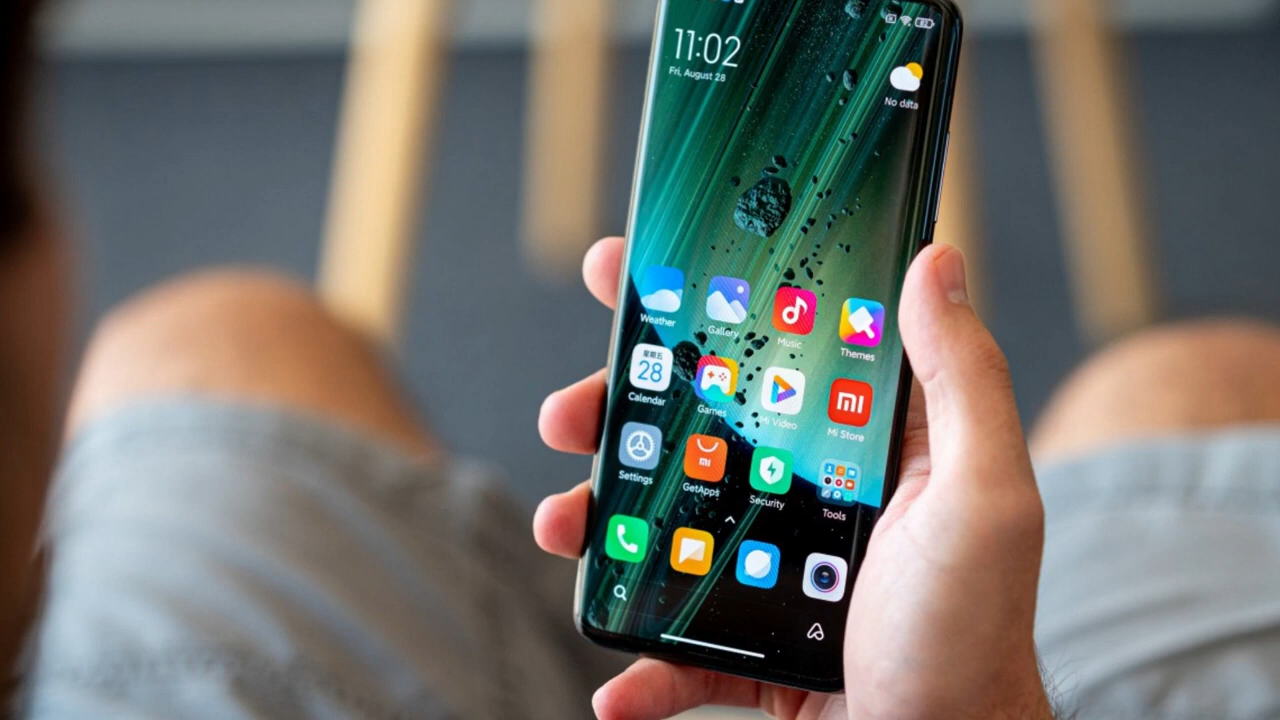 11:02
Fri, August 28
No data
Weather
Gallery
Music
Themes
星期五
28
Calendar
Games
Mi Video
mi
Mi Store
Settings
mi
GetApps
Security
Tools